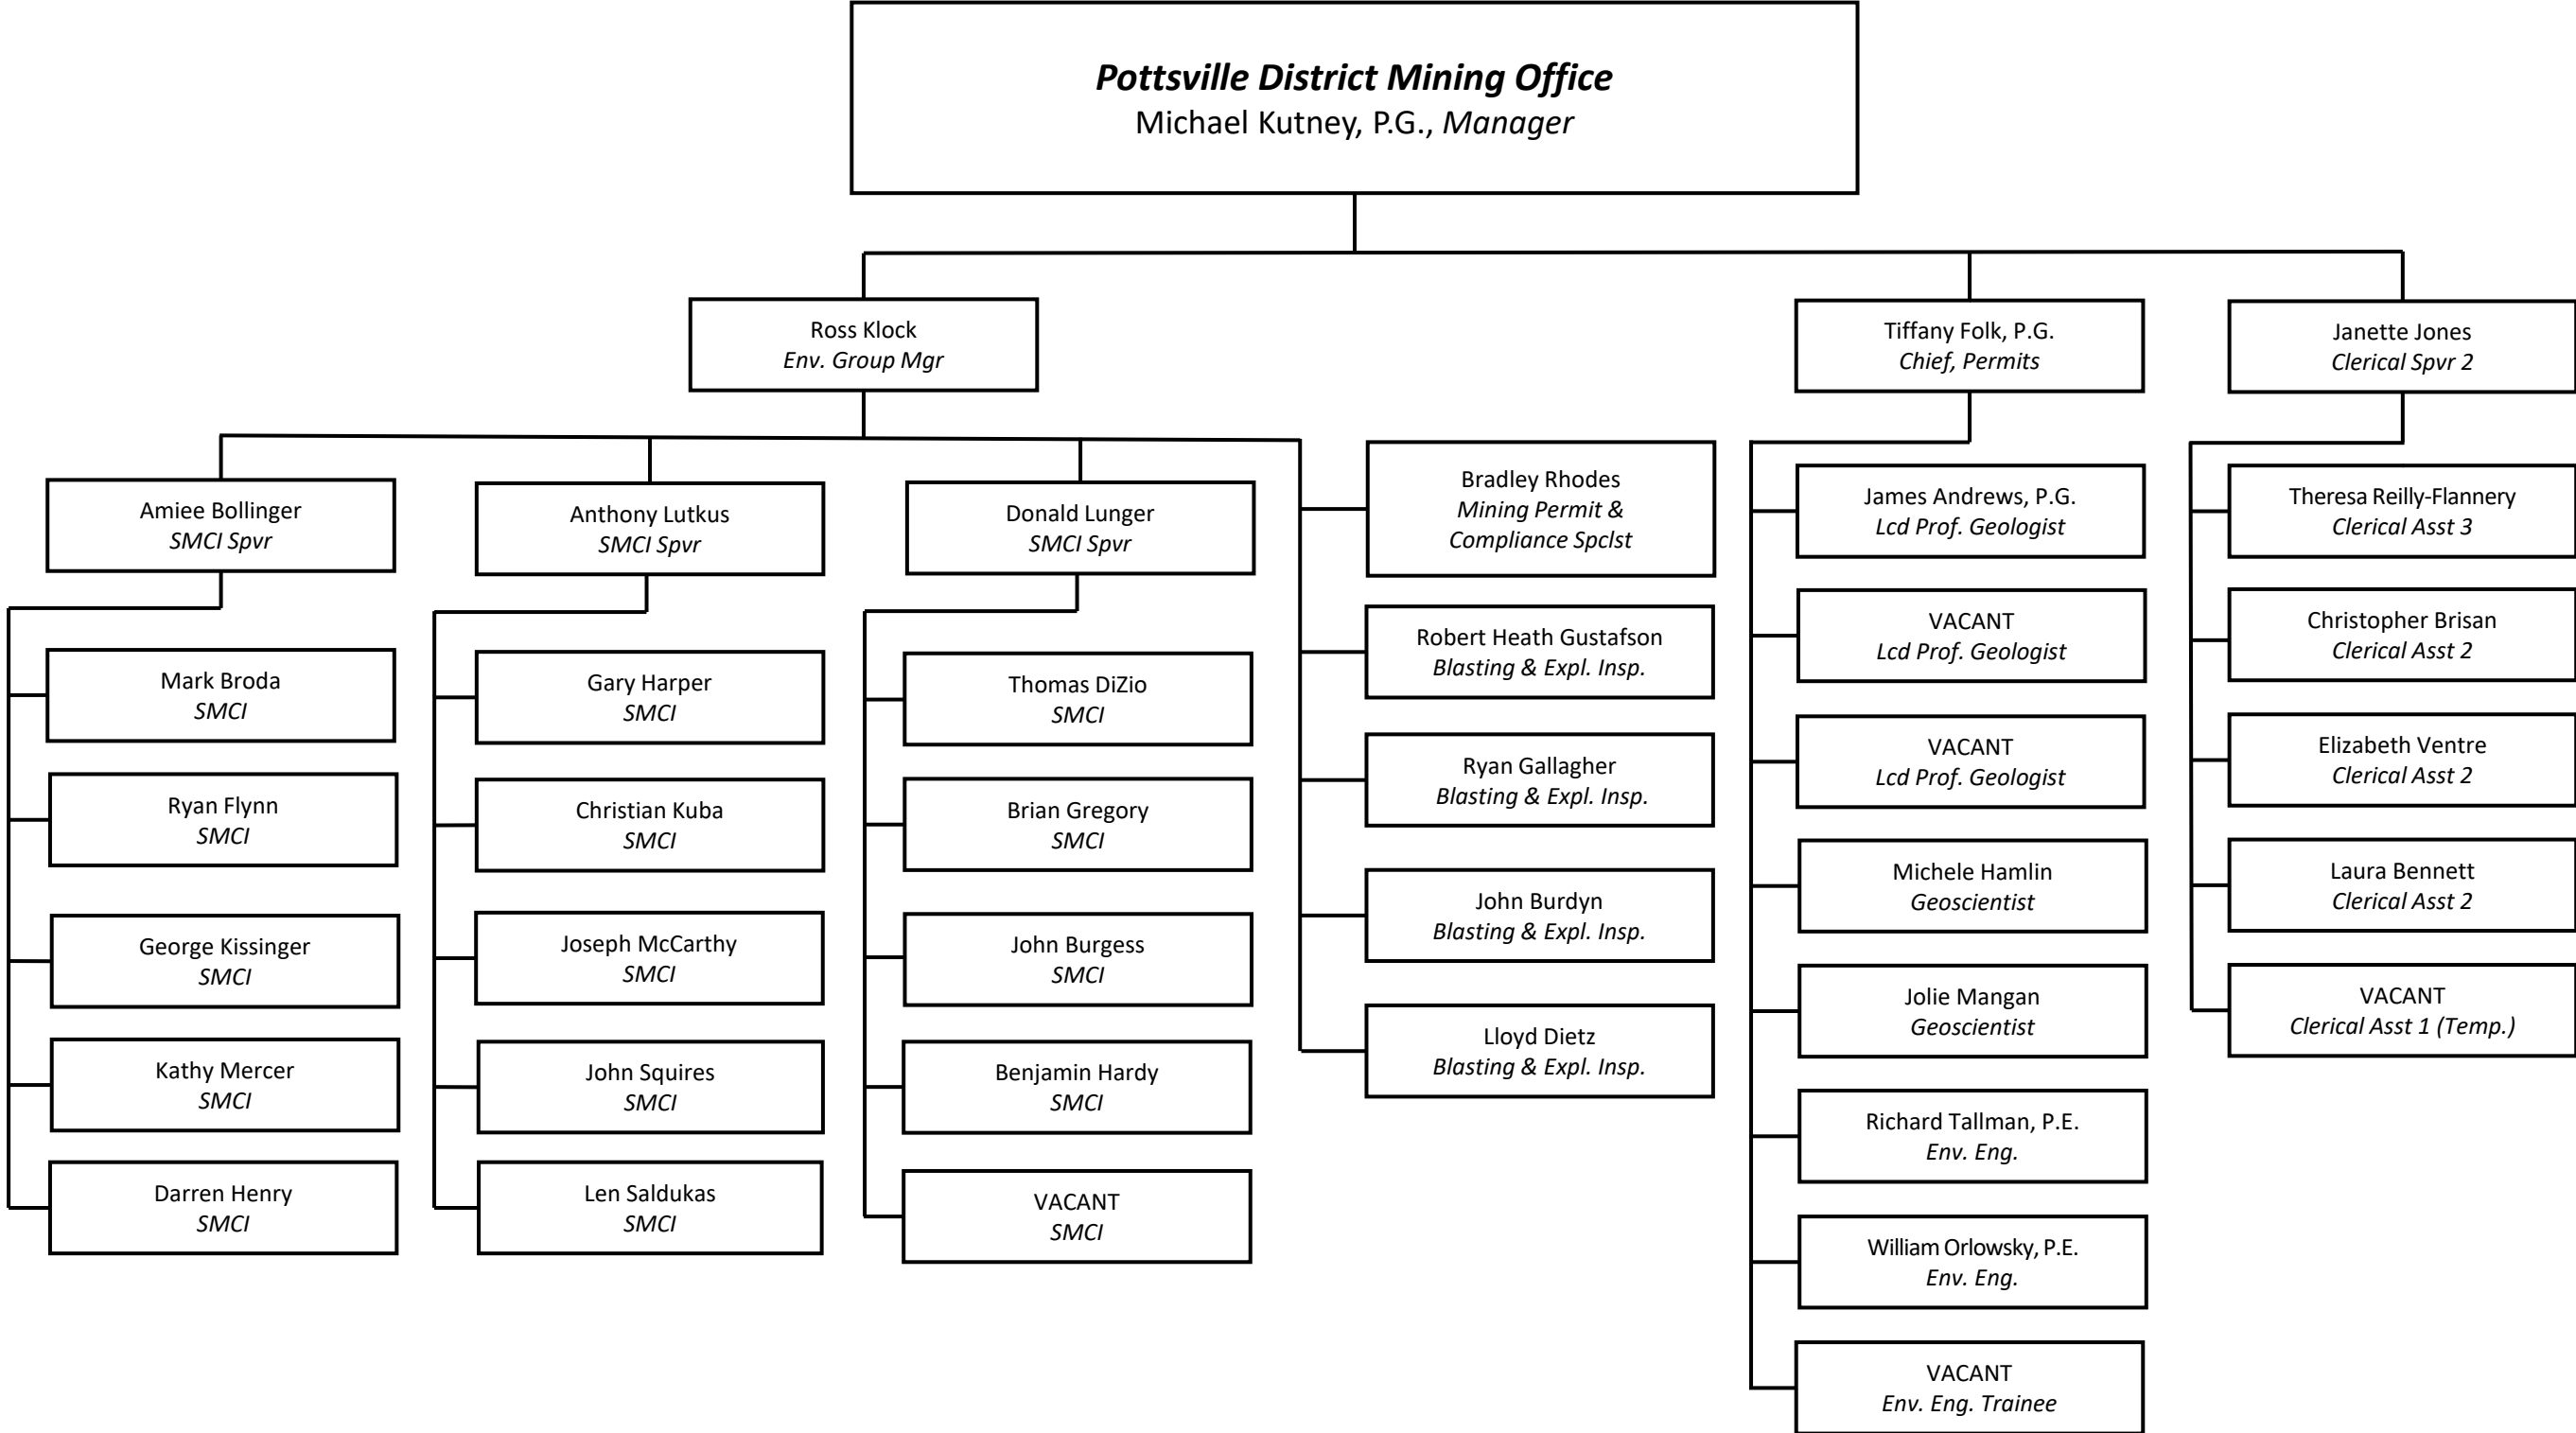 Pottsville District Mining Office
Michael Kutney, P.G., Manager
Ross Klock
Env. Group Mgr
Tiffany Folk, P.G.
Chief, Permits
Janette Jones
Clerical Spvr 2
Amiee Bollinger
SMCI Spvr
Mark Broda
SMCI
Ryan Flynn
SMCI
George Kissinger
SMCI
Kathy Mercer
SMCI
Darren Henry
SMCI
Anthony Lutkus
SMCI Spvr
Gary Harper
SMCI
Christian Kuba
SMCI
Joseph McCarthy
SMCI
John Squires
SMCI
Len Saldukas
SMCI
Donald Lunger
SMCI Spvr
Thomas DiZio
SMCI
Brian Gregory
SMCI
John Burgess
SMCI
Benjamin Hardy
SMCI
VACANT
SMCI
Bradley Rhodes
Mining Permit &
Compliance Spclst
Robert Heath Gustafson
Blasting & Expl. Insp.
Ryan Gallagher
Blasting & Expl. Insp.
John Burdyn
Blasting & Expl. Insp.
Lloyd Dietz
Blasting & Expl. Insp.
James Andrews, P.G.
Lcd Prof. Geologist
VACANT
Lcd Prof. Geologist
VACANT
Lcd Prof. Geologist
Michele Hamlin
Geoscientist
Jolie Mangan
Geoscientist
Richard Tallman, P.E.
Env. Eng.
William Orlowsky, P.E.
Env. Eng.
VACANT
Env. Eng. Trainee
Theresa Reilly-Flannery
Clerical Asst 3
Christopher Brisan
Clerical Asst 2
Elizabeth Ventre
Clerical Asst 2
Laura Bennett
Clerical Asst 2
VACANT
Clerical Asst 1 (Temp.)